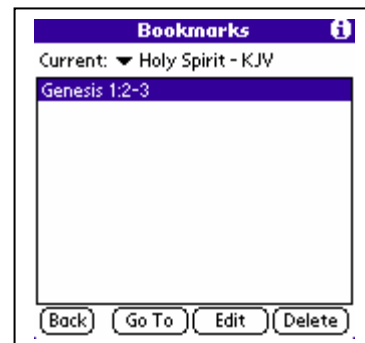 Bookmarks i
Current: Holy Spirit - KJV
Genesis 1:2-3
Back Go To Edit Delete